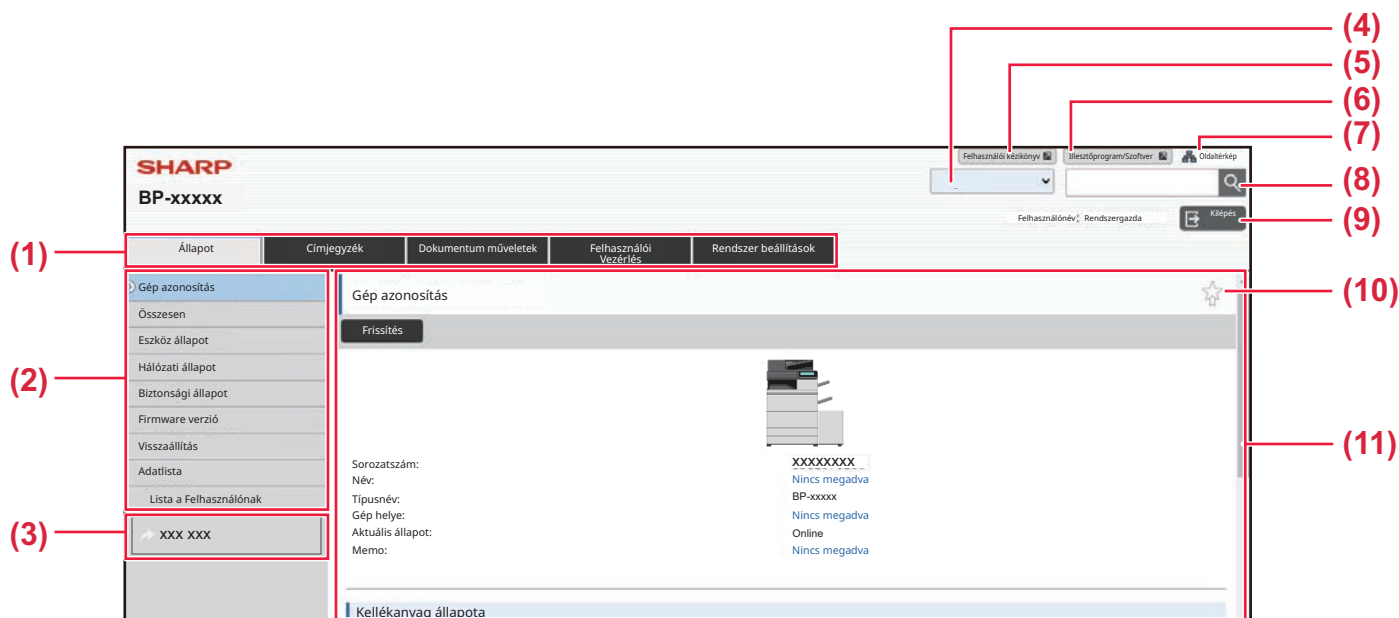 (4)
(5)
(6)
(7)
Felhasználói kézikönyv Illesztőprogram/Szoftver Oldaltérkép
SHARP
(8)
BP-xxxxx
Felhasználónév: Rendszergazda Kilépés
(9)
(1)
Állapot Címjegyzék Dokumentum műveletek Felhasználói Vezérlés Rendszer beállítások
(2)
Gép azonosítás
Összesen
Eszköz állapot
Hálózati állapot
Biztonsági állapot
Firmware verzió
Visszaállítás
Adatlista
Lista a Felhasználónak
(3)
XXX XXX
Gép azonosítás
(10)
Frissítés
(11)
Sorozatszám: XXXXXXXX
Név: Nincs megadva
Típusnév: BP-xxxxx
Gép helye: Nincs megadva
Aktuális állapot: Online
Memo: Nincs megadva
Kellékanyag állapota